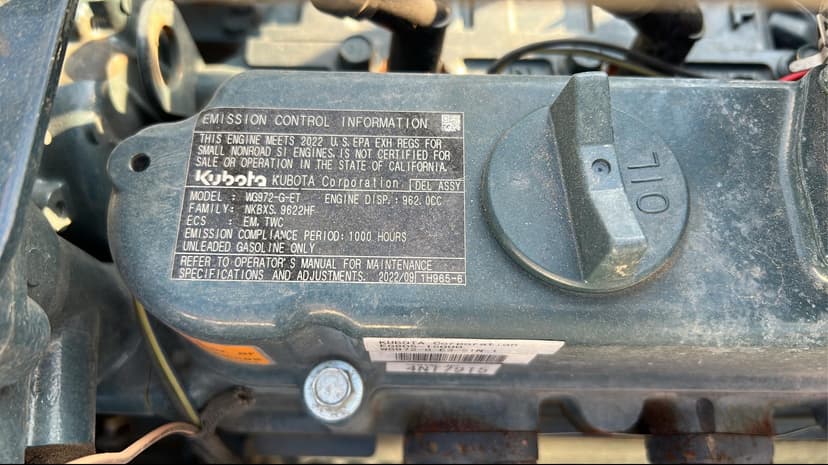 EMISSION CONTROL INFORMATION
THIS ENGINE MEETS 2022 U.S. EPA EXH REGS FOR
SMALL NONROAD SI ENGINES. IS NOT CERTIFIED FOR
SALE OR OPERATION IN THE STATE OF CALIFORNIA.
Kubota KUBOTA Corporation DEL ASSY
MODEL : WG972-G-ET ENGINE DISP.: 962.0CC
FAMILY: NKBXS.9622HF
ECS : EM,TWC
EMISSION COMPLIANCE PERIOD:1000 HOURS
UNLEADED GASOLINE ONLY
REFER TO OPERATOR'S MANUAL FOR MAINTENANCE
SPECIFICATIONS AND ADJUSTMENTS. 2022/09 1H965-6
OIL
KUBOTA Corporation
4NT7915